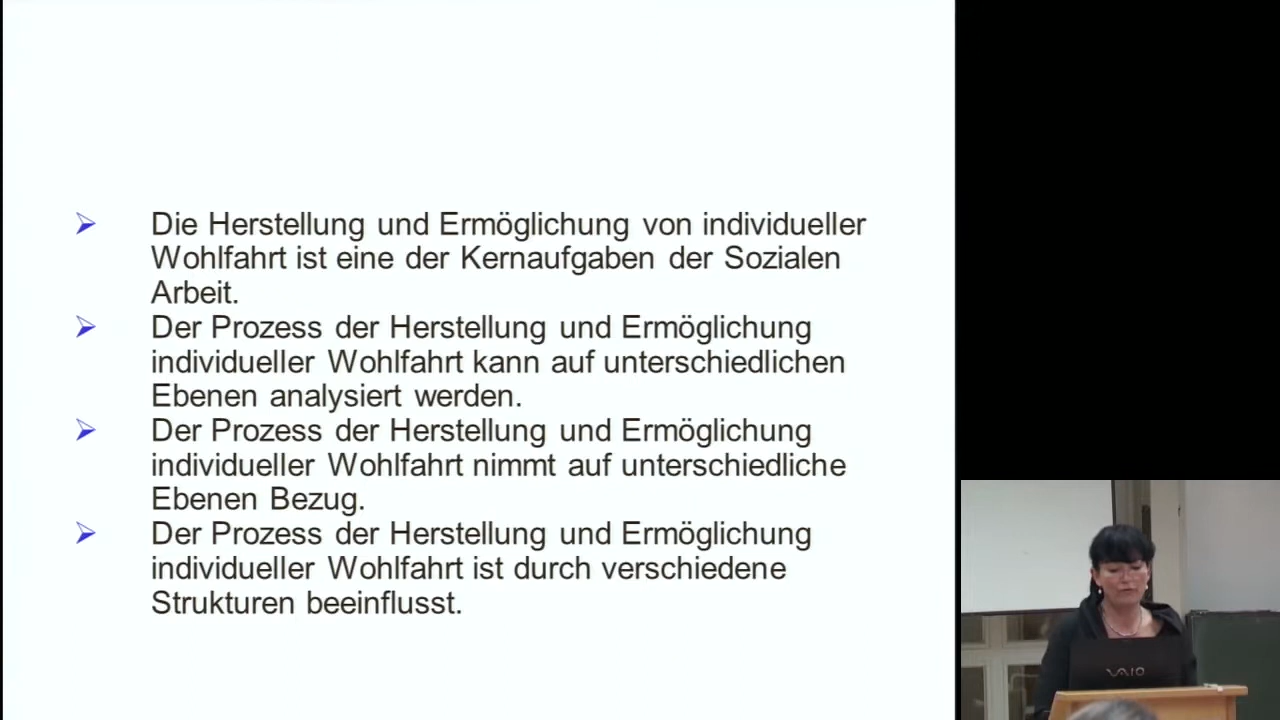 Die Herstellung und Ermöglichung von individueller
Wohlfahrt ist eine der Kernaufgaben der Sozialen
Arbeit.
Der Prozess der Herstellung und Ermöglichung
individueller Wohlfahrt kann auf unterschiedlichen
Ebenen analysiert werden.
Der Prozess der Herstellung und Ermöglichung
individueller Wohlfahrt nimmt auf unterschiedliche
Ebenen Bezug.
Der Prozess der Herstellung und Ermöglichung
individueller Wohlfahrt ist durch verschiedene
Strukturen beeinflusst.
VAIO